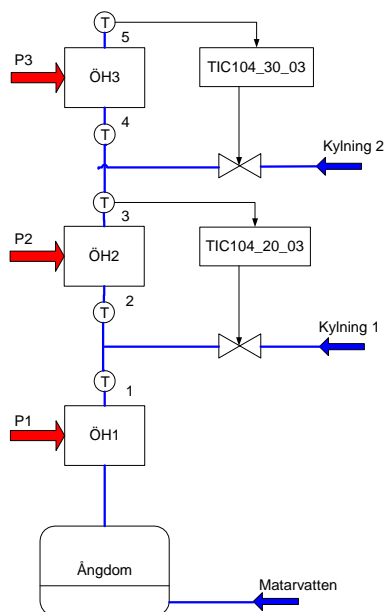 T
5
P3
ÖH3
TIC104_30_03
4
T
Kylning 2
T
3
P2
ÖH2
TIC104_20_03
T
2
Kylning 1
T
1
P1
ÖH1
Ångdom
Matarvatten